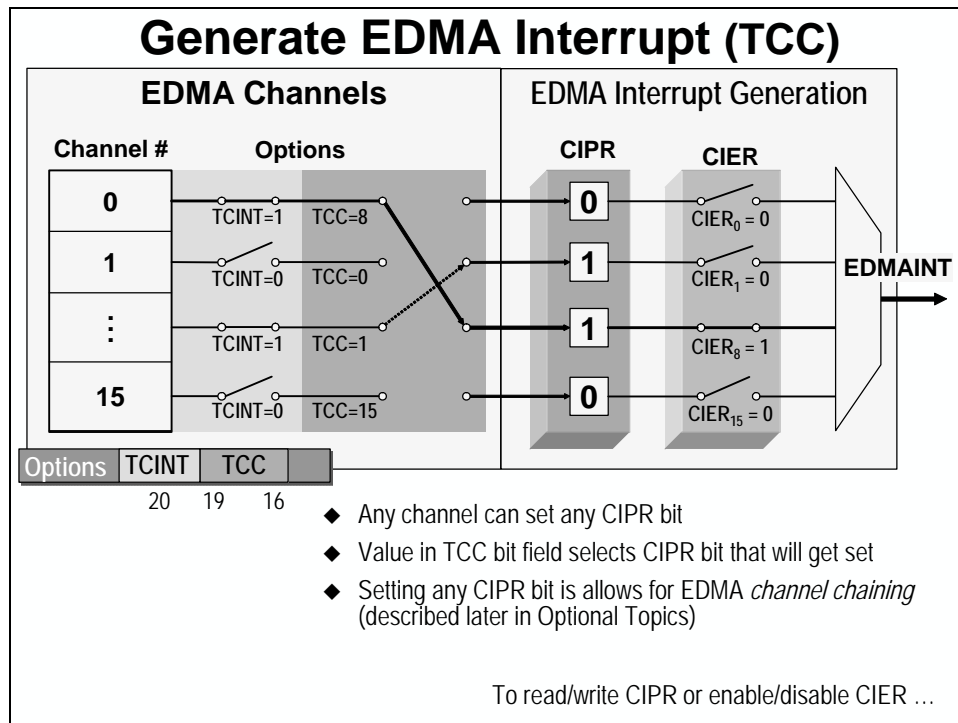 Generate EDMA Interrupt (TCC)
EDMA Channels
EDMA Interrupt Generation
Channel #
Options
CIPR
CIER
0
TCINT=1
TCC=8
0
CIER0 = 0
1
TCINT=0
TCC=0
1
CIER1 = 0
EDMAINT
⋮
TCINT=1
TCC=1
1
CIER8 = 1
15
TCINT=0
TCC=15
0
CIER15 = 0
Options
TCINT
TCC
20
19
16
◆ Any channel can set any CIPR bit
◆ Value in TCC bit field selects CIPR bit that will get set
◆ Setting any CIPR bit is allows for EDMA channel chaining
(described later in Optional Topics)
To read/write CIPR or enable/disable CIER …